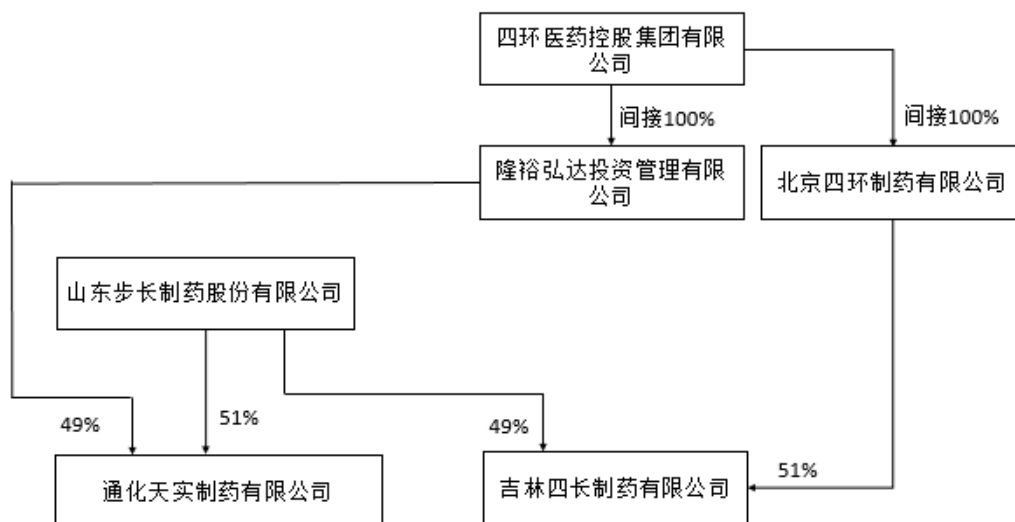 四环医药控股集团有限
公司
间接100%
间接100%
隆裕弘达投资管理有限
公司
北京四环制药有限公司
山东步长制药股份有限公司
49%
51%
49%
51%
通化天实制药有限公司
吉林四长制药有限公司